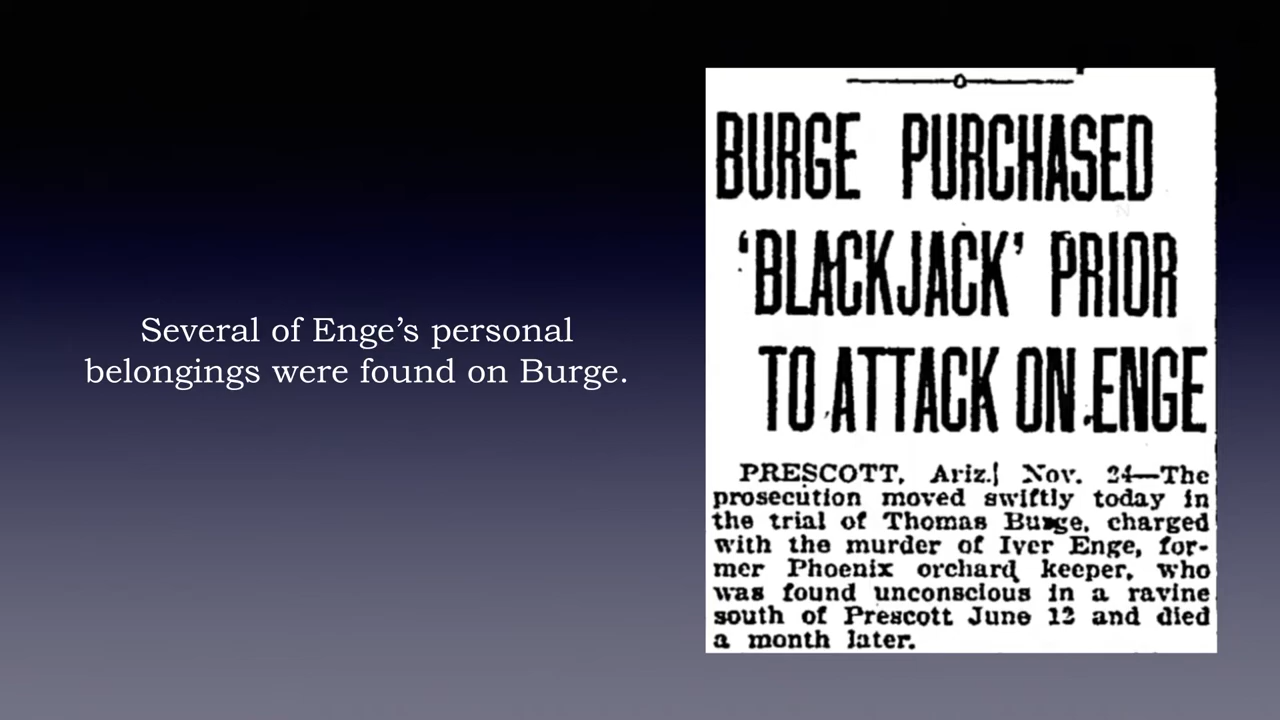 Several of Enge’s personal
belongings were found on Burge.
BURGE PURCHASED
‘BLACKJACK’ PRIOR
TO ATTACK ON ENGE
PRESCOTT, Ariz., Nov. 24—The
prosecution moved swiftly today in
the trial of Thomas Burge, charged
with the murder of Iver Enge, for-
mer Phoenix orchard keeper, who
was found unconscious in a ravine
south of Prescott June 12 and died
a month later.